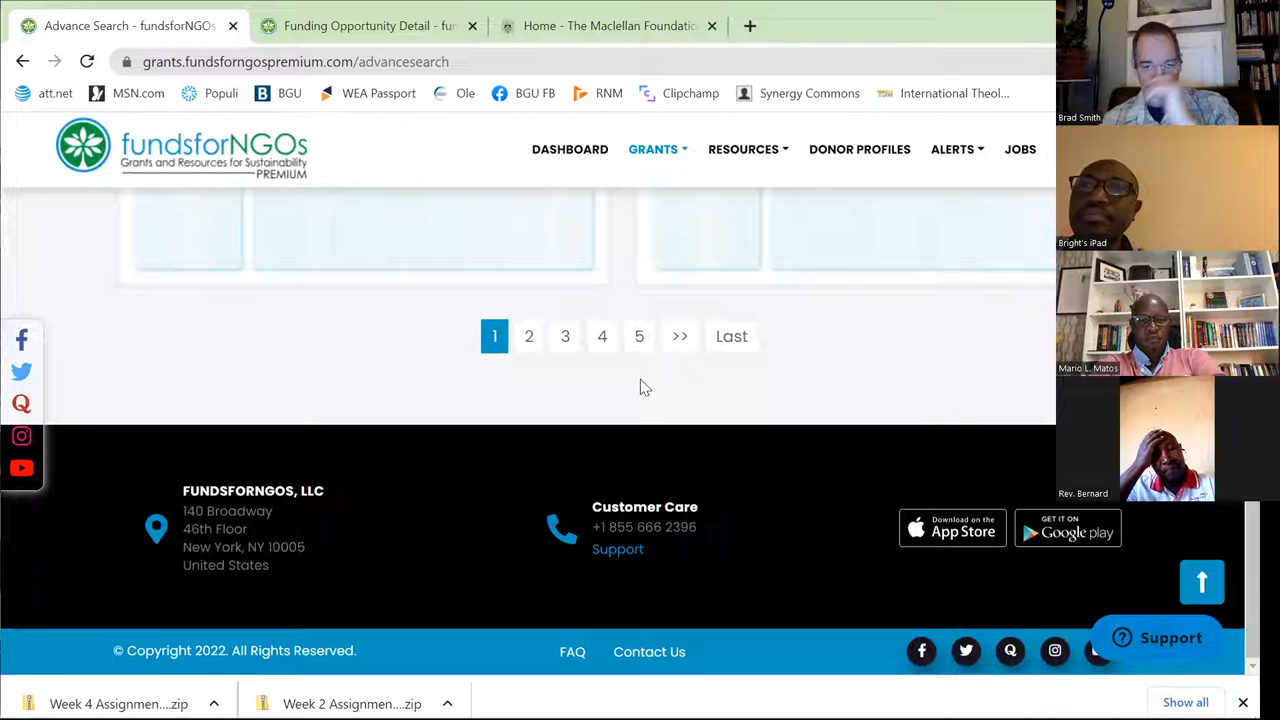 Advance Search - fundsforNGOs
Funding Opportunity Detail - fun
Home - The Maclellan Foundatio
grants.fundsforngospremium.com/advancesearch
att.net
MSN.com
Populi
BGU
WEA Passport
Ole
BGU FB
RNM
Clipchamp
Synergy Commons
International Theol...
fundsforNGOs
Grants and Resources for Sustainability
PREMIUM
DASHBOARD
GRANTS
RESOURCES
DONOR PROFILES
ALERTS
JOBS
Brad Smith
Bright's iPad
Mario L. Matos
Rev. Bernard
1 2 3 4 5 >> Last
FUNDSFORNGOS, LLC
140 Broadway
46th Floor
New York, NY 10005
United States
Customer Care
+1 855 666 2396
Support
Download on the
App Store
GET IT ON
Google play
Support
© Copyright 2022. All Rights Reserved.
FAQ
Contact Us
Week 4 Assignmen....zip
Week 2 Assignmen....zip
Show all